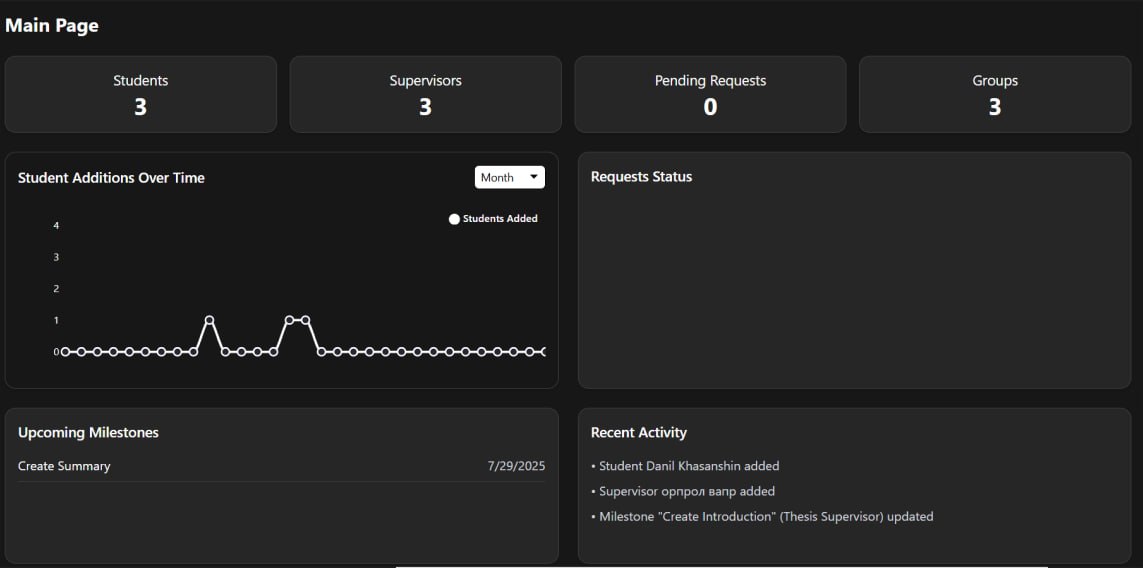 Main Page
Students
3
Supervisors
3
Pending Requests
0
Groups
3
Student Additions Over Time
Month
Students Added
4
3
2
1
0
Requests Status
Upcoming Milestones
Create Summary 7/29/2025
Recent Activity
• Student Danil Khasanshin added
• Supervisor орпрол вапр added
• Milestone "Create Introduction" (Thesis Supervisor) updated